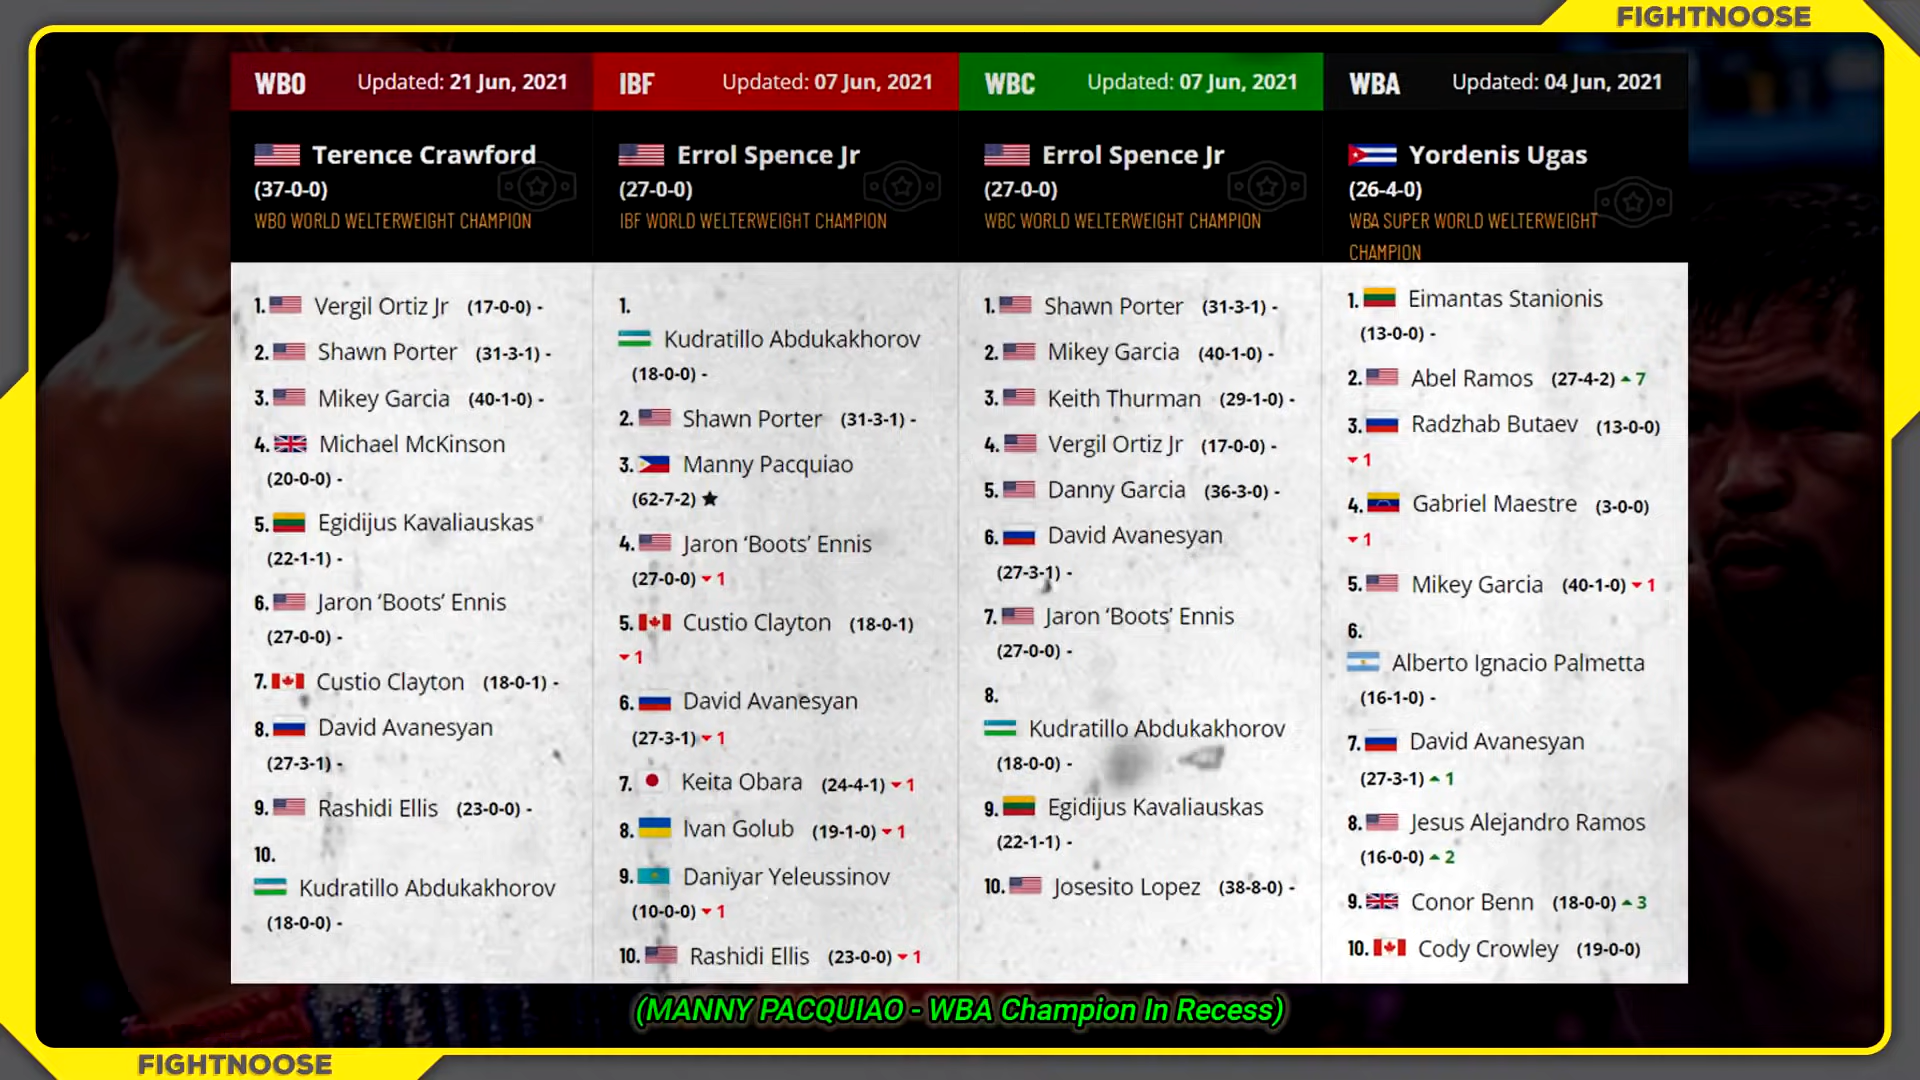 FIGHTNOOSE
WBO Updated: 21 Jun, 2021
Terence Crawford
(37-0-0)
WBO WORLD WELTERWEIGHT CHAMPION
1. Vergil Ortiz Jr (17-0-0) -
2. Shawn Porter (31-3-1) -
3. Mikey Garcia (40-1-0) -
4. Michael McKinson
(20-0-0) -
5. Egidijus Kavaliauskas
(22-1-1) -
6. Jaron ‘Boots’ Ennis
(27-0-0) -
7. Custio Clayton (18-0-1) -
8. David Avanesyan
(27-3-1) -
9. Rashidi Ellis (23-0-0) -
10.
Kudratillo Abdukakhorov
(18-0-0) -
IBF Updated: 07 Jun, 2021
Errol Spence Jr
(27-0-0)
IBF WORLD WELTERWEIGHT CHAMPION
1.
Kudratillo Abdukakhorov
(18-0-0) -
2. Shawn Porter (31-3-1) -
3. Manny Pacquiao
(62-7-2) ★
4. Jaron ‘Boots’ Ennis
(27-0-0) ▾ 1
5. Custio Clayton (18-0-1)
▾ 1
6. David Avanesyan
(27-3-1) ▾ 1
7. Keita Obara (24-4-1) ▾ 1
8. Ivan Golub (19-1-0) ▾ 1
9. Daniyar Yeleussinov
(10-0-0) ▾ 1
10. Rashidi Ellis (23-0-0) ▾ 1
WBC Updated: 07 Jun, 2021
Errol Spence Jr
(27-0-0)
WBC WORLD WELTERWEIGHT CHAMPION
1. Shawn Porter (31-3-1) -
2. Mikey Garcia (40-1-0) -
3. Keith Thurman (29-1-0) -
4. Vergil Ortiz Jr (17-0-0) -
5. Danny Garcia (36-3-0) -
6. David Avanesyan
(27-3-1) -
7. Jaron ‘Boots’ Ennis
(27-0-0) -
8.
Kudratillo Abdukakhorov
(18-0-0) -
9. Egidijus Kavaliauskas
(22-1-1) -
10. Josesito Lopez (38-8-0) -
WBA Updated: 04 Jun, 2021
Yordenis Ugas
(26-4-0)
WBA SUPER WORLD WELTERWEIGHT
CHAMPION
1. Eimantas Stanionis
(13-0-0) -
2. Abel Ramos (27-4-2) ▴ 7
3. Radzhab Butaev (13-0-0)
▾ 1
4. Gabriel Maestre (3-0-0)
▾ 1
5. Mikey Garcia (40-1-0) ▾ 1
6.
Alberto Ignacio Palmetta
(16-1-0) -
7. David Avanesyan
(27-3-1) ▴ 1
8. Jesus Alejandro Ramos
(16-0-0) ▴ 2
9. Conor Benn (18-0-0) ▴ 3
10. Cody Crowley (19-0-0)
(MANNY PACQUIAO - WBA Champion In Recess)
FIGHTNOOSE